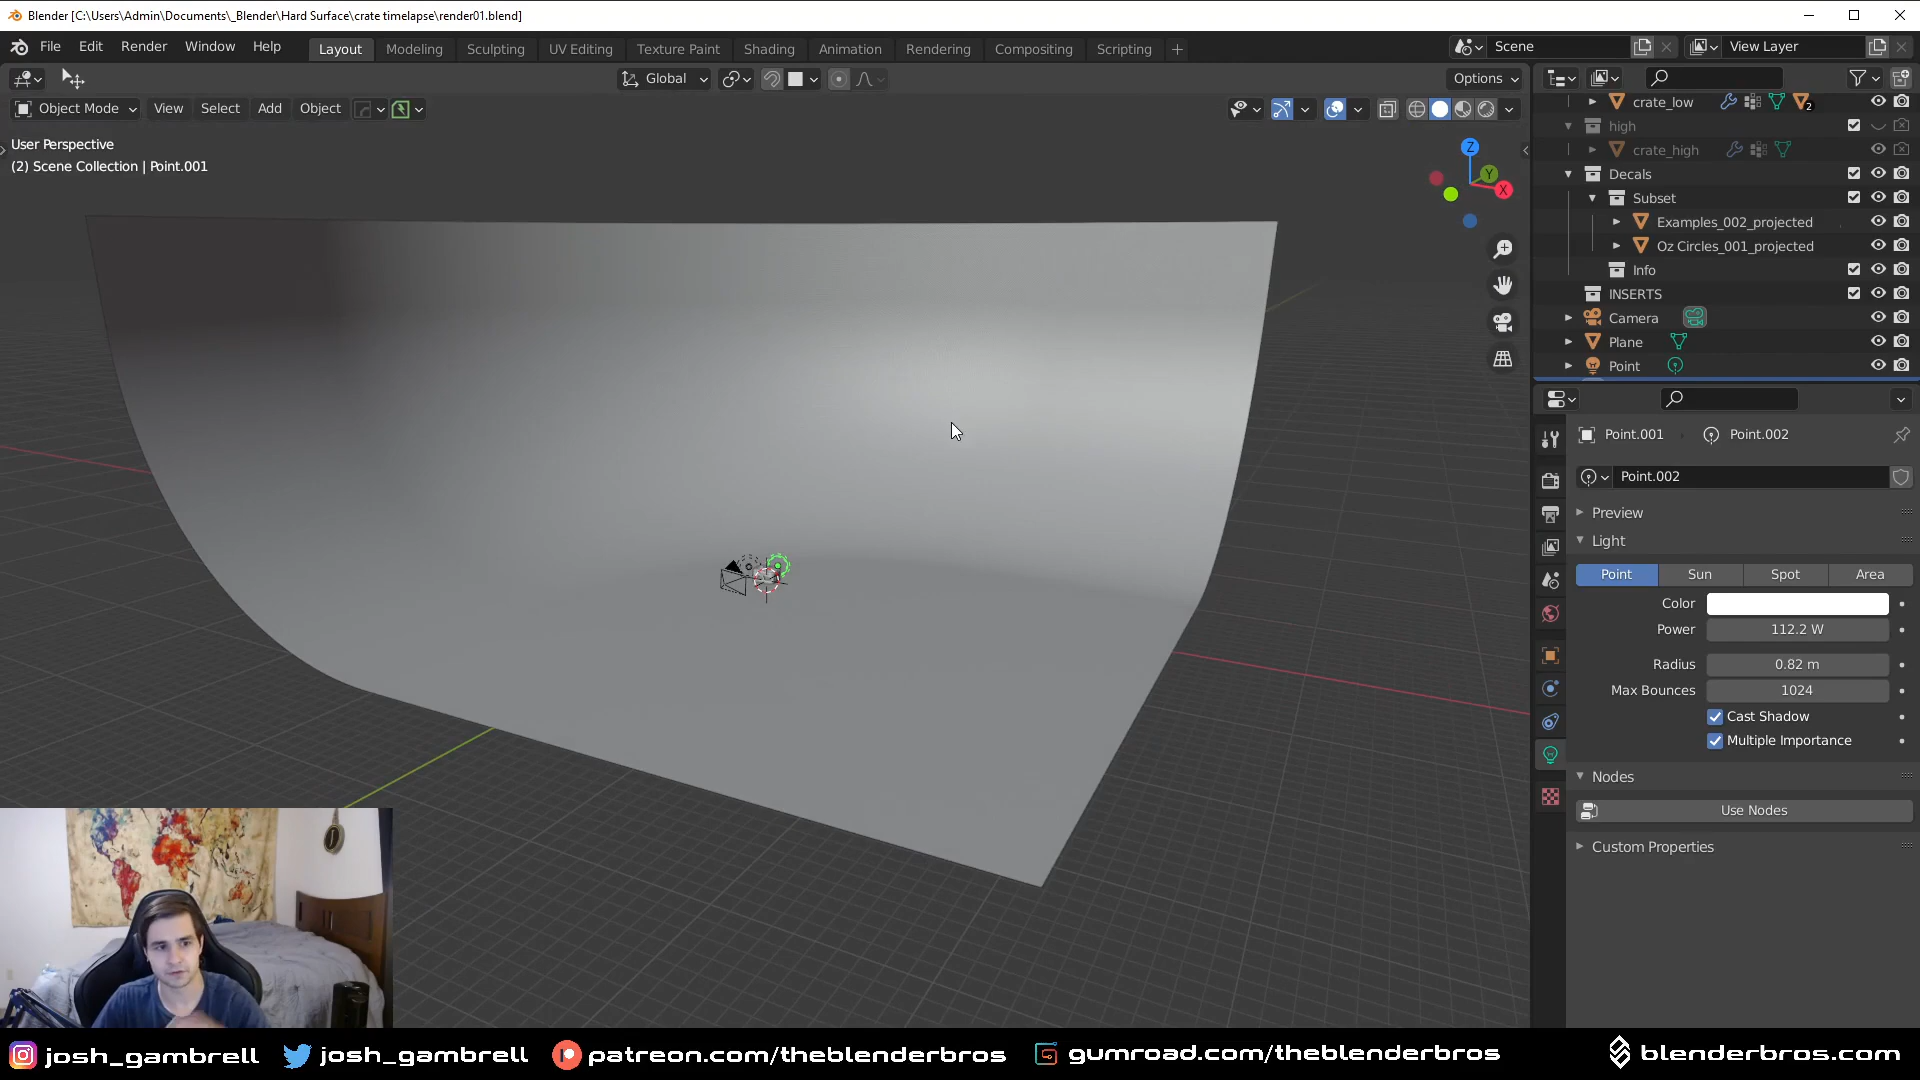 Blender [C:\Users\Admin\Documents\_Blender\Hard Surface\crate timelapse\render01.blend]
File Edit Render Window Help
Layout Modeling Sculpting UV Editing Texture Paint Shading Animation Rendering Compositing Scripting +
Scene
View Layer
Global
Options
Object Mode View Select Add Object
User Perspective
(2) Scene Collection | Point.001
Z
Y
X
crate_low 2
high
crate_high
Decals
Subset
Examples_002_projected
Oz Circles_001_projected
Info
INSERTS
Camera
Plane
Point
Point.001 Point.002
Point.002
Preview
Light
Point Sun Spot Area
Color
Power 112.2 W
Radius 0.82 m
Max Bounces 1024
Cast Shadow
Multiple Importance
Nodes
Use Nodes
Custom Properties
josh_gambrell josh_gambrell patreon.com/theblenderbros gumroad.com/theblenderbros blenderbros.com